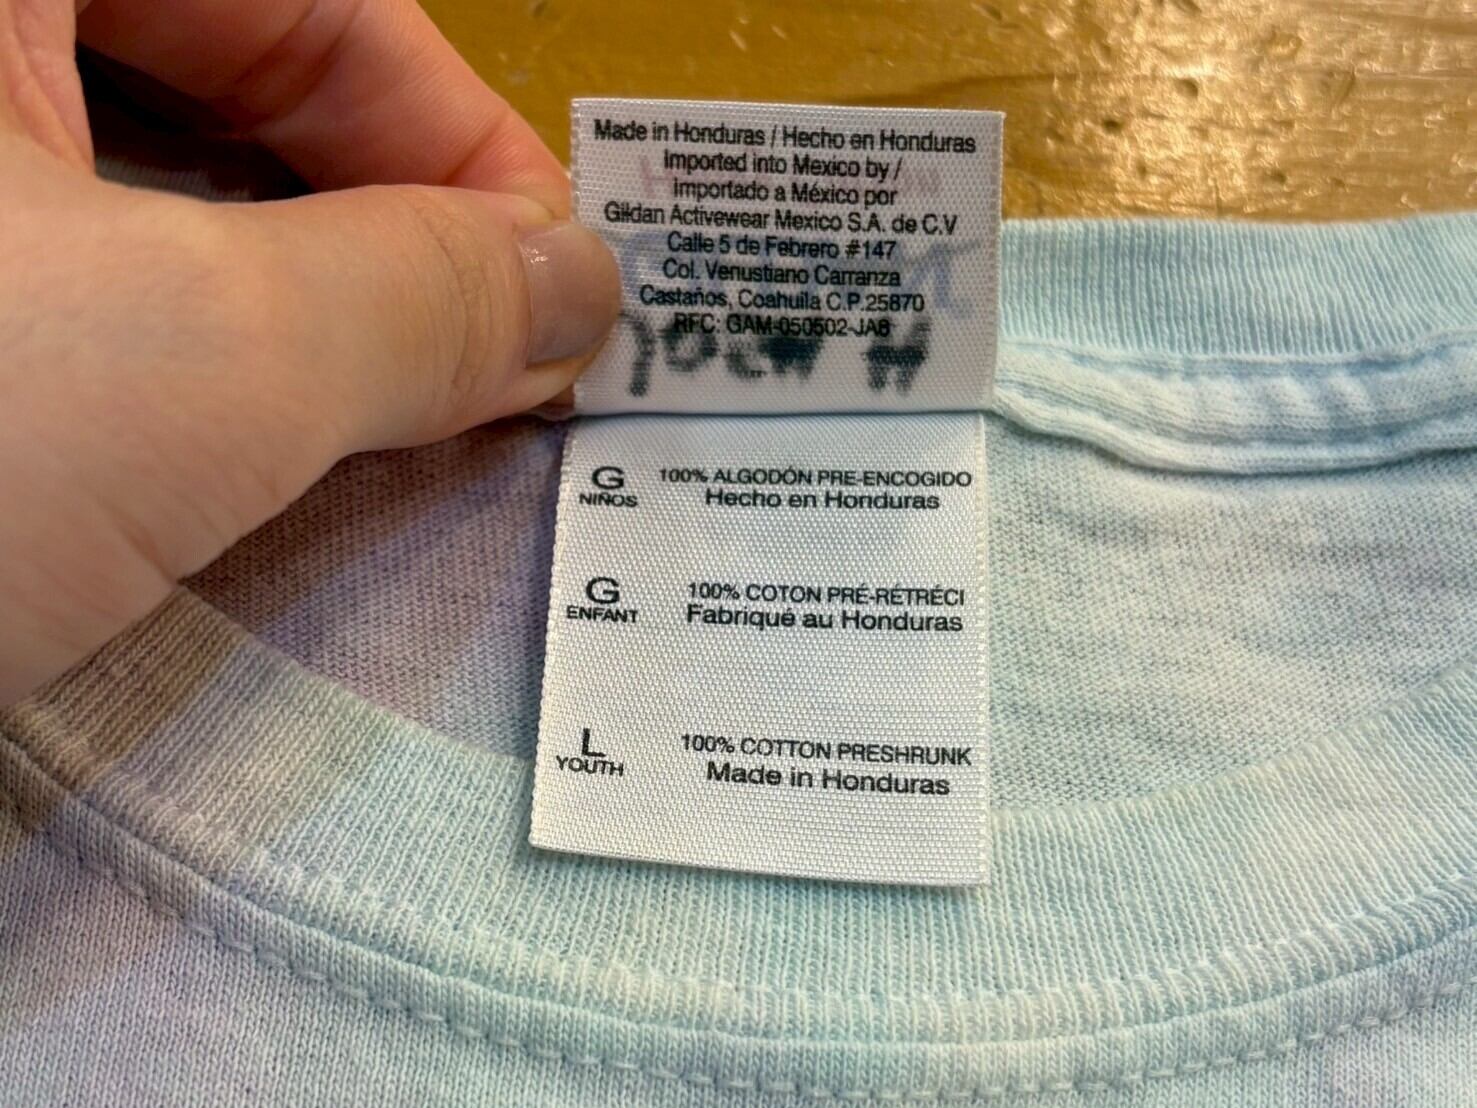 Made in Honduras / Hecho en Honduras
Imported into Mexico by /
Importado a México por
Gildan Activewear Mexico S.A. de C.V
Calle 5 de Febrero #147
Col. Venustiano Carranza
Castaños, Coahuila C.P.25870
RFC: GAM-050502-JA8
G NIÑOS
100% ALGODÓN PRE-ENCOGIDO
Hecho en Honduras
G ENFANT
100% COTON PRÉ-RÉTRÉCI
Fabriqué au Honduras
L YOUTH
100% COTTON PRESHRUNK
Made in Honduras